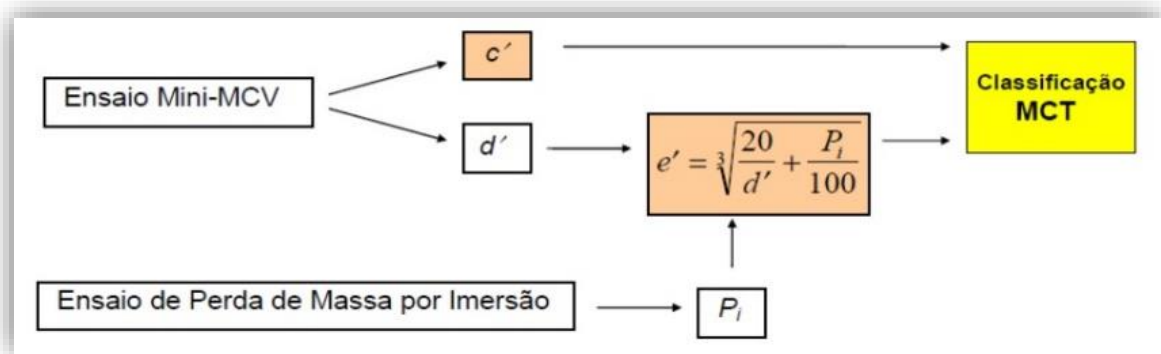 c′
Ensaio Mini-MCV
Classificação
MCT
d′
e′ = ∛(20/d′ + Pᵢ/100)
Ensaio de Perda de Massa por Imersão
Pᵢ